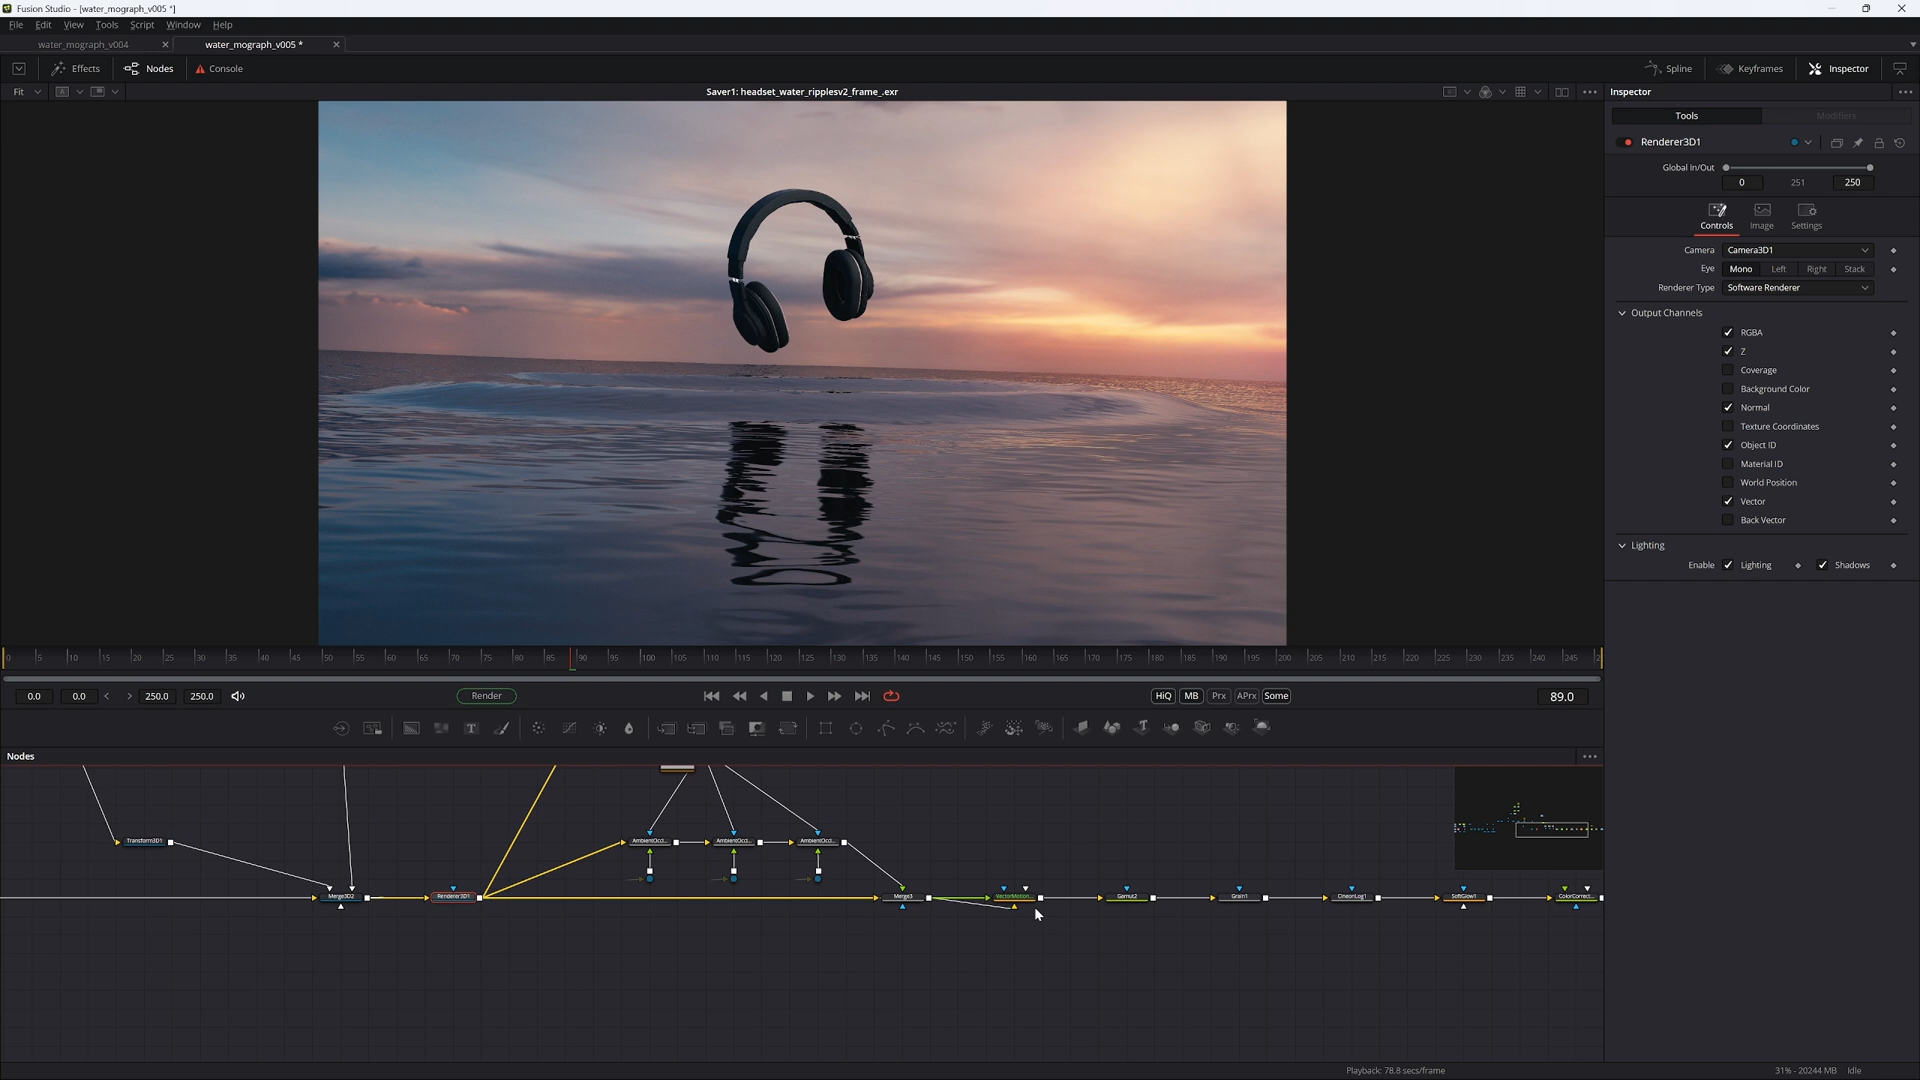 Fusion Studio - [water_mograph_v005 *]
File Edit View Tools Script Window Help
water_mograph_v004
water_mograph_v005 *
Effects Nodes Console Spline Keyframes Inspector
Fit A Saver1: headset_water_ripplesv2_frame_.exr Inspector
Tools Modifiers
Renderer3D1
Global In/Out
0 251 250
Controls Image Settings
Camera Camera3D1
Eye Mono Left Right Stack
Renderer Type Software Renderer
Output Channels
RGBA
Z
Coverage
Background Color
Normal
Texture Coordinates
Object ID
Material ID
World Position
Vector
Back Vector
Lighting
Enable Lighting Shadows
0 5 10 15 20 25 30 35 40 45 50 55 60 65 70 75 80 85 90 95 100 105 110 115 120 125 130 135 140 145 150 155 160 165 170 175 180 185 190 195 200 205 210 215 220 225 230 235 240 245
0.0 0.0 250.0 250.0 Render HiQ MB Prx APrx Some 89.0
Nodes
Transform3D1 AmbientOccl... AmbientOccl... AmbientOccl...
Merge3D2 Renderer3D1 Merge3 VectorMotion... Gamut2 Grain1 CineonLog1 SoftGlow1 ColorCorrect...
Playback: 78.8 secs/frame 31% - 20244 MB Idle